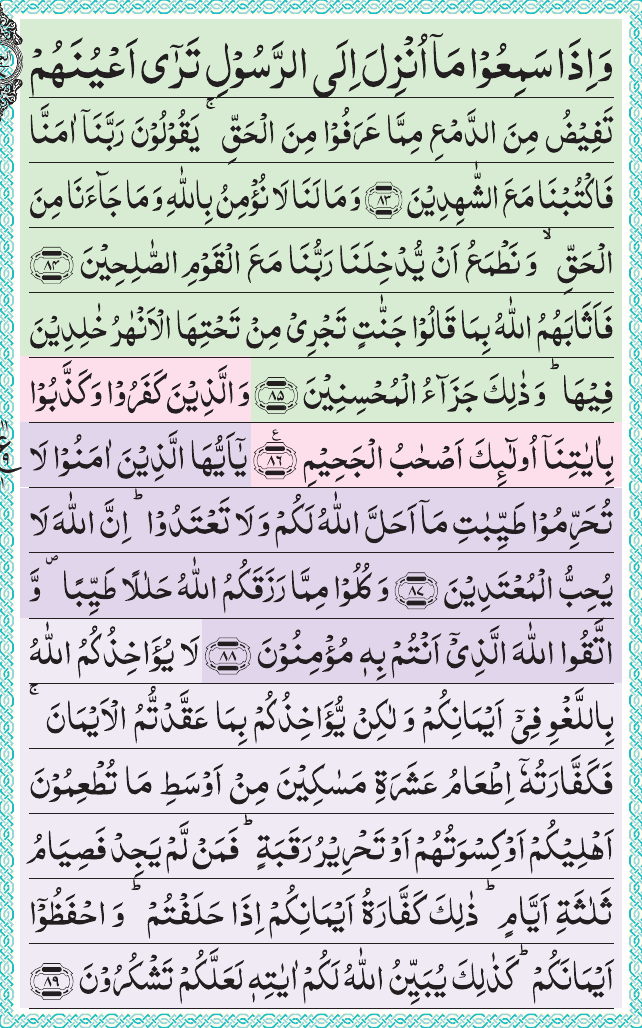 وَاِذَا سَمِعُوْا مَاۤ اُنْزِلَ اِلَی الرَّسُوْلِ تَرٰۤی اَعْیُنَهُمْ
تَفِیْضُ مِنَ الدَّمْعِ مِمَّا عَرَفُوْا مِنَ الْحَقِّ ۚ یَقُوْلُوْنَ رَبَّنَاۤ اٰمَنَّا
فَاكْتُبْنَا مَعَ الشّٰهِدِیْنَ ﴿۸۳﴾ وَمَا لَنَا لَا نُؤْمِنُ بِاللّٰهِ وَمَا جَآءَنَا مِنَ
الْحَقِّ ۙ وَنَطْمَعُ اَنْ یُّدْخِلَنَا رَبُّنَا مَعَ الْقَوْمِ الصّٰلِحِیْنَ ﴿۸۴﴾
فَاَثَابَهُمُ اللّٰهُ بِمَا قَالُوْا جَنّٰتٍ تَجْرِیْ مِنْ تَحْتِهَا الْاَنْهٰرُ خٰلِدِیْنَ
فِیْهَا ؕ وَذٰلِكَ جَزَآءُ الْمُحْسِنِیْنَ ﴿۸۵﴾ وَالَّذِیْنَ كَفَرُوْا وَكَذَّبُوْا
بِاٰیٰتِنَاۤ اُولٰٓئِكَ اَصْحٰبُ الْجَحِیْمِ ﴿۸۶﴾ ع یٰۤاَیُّهَا الَّذِیْنَ اٰمَنُوْا لَا
تُحَرِّمُوْا طَیِّبٰتِ مَاۤ اَحَلَّ اللّٰهُ لَكُمْ وَلَا تَعْتَدُوْا ؕ اِنَّ اللّٰهَ لَا
یُحِبُّ الْمُعْتَدِیْنَ ﴿۸۷﴾ وَكُلُوْا مِمَّا رَزَقَكُمُ اللّٰهُ حَلٰلًا طَیِّبًا ۪ وَّ
اتَّقُوا اللّٰهَ الَّذِیْۤ اَنْتُمْ بِهٖ مُؤْمِنُوْنَ ﴿۸۸﴾ لَا یُؤَاخِذُكُمُ اللّٰهُ
بِاللَّغْوِ فِیْۤ اَیْمَانِكُمْ وَلٰكِنْ یُّؤَاخِذُكُمْ بِمَا عَقَّدْتُّمُ الْاَیْمَانَ ۚ
فَكَفَّارَتُهٗۤ اِطْعَامُ عَشَرَةِ مَسٰكِیْنَ مِنْ اَوْسَطِ مَا تُطْعِمُوْنَ
اَهْلِیْكُمْ اَوْ كِسْوَتُهُمْ اَوْ تَحْرِیْرُ رَقَبَةٍ ؕ فَمَنْ لَّمْ یَجِدْ فَصِیَامُ
ثَلٰثَةِ اَیَّامٍ ؕ ذٰلِكَ كَفَّارَةُ اَیْمَانِكُمْ اِذَا حَلَفْتُمْ ؕ وَاحْفَظُوْۤا
اَیْمَانَكُمْ ؕ كَذٰلِكَ یُبَیِّنُ اللّٰهُ لَكُمْ اٰیٰتِهٖ لَعَلَّكُمْ تَشْكُرُوْنَ ﴿۸۹﴾